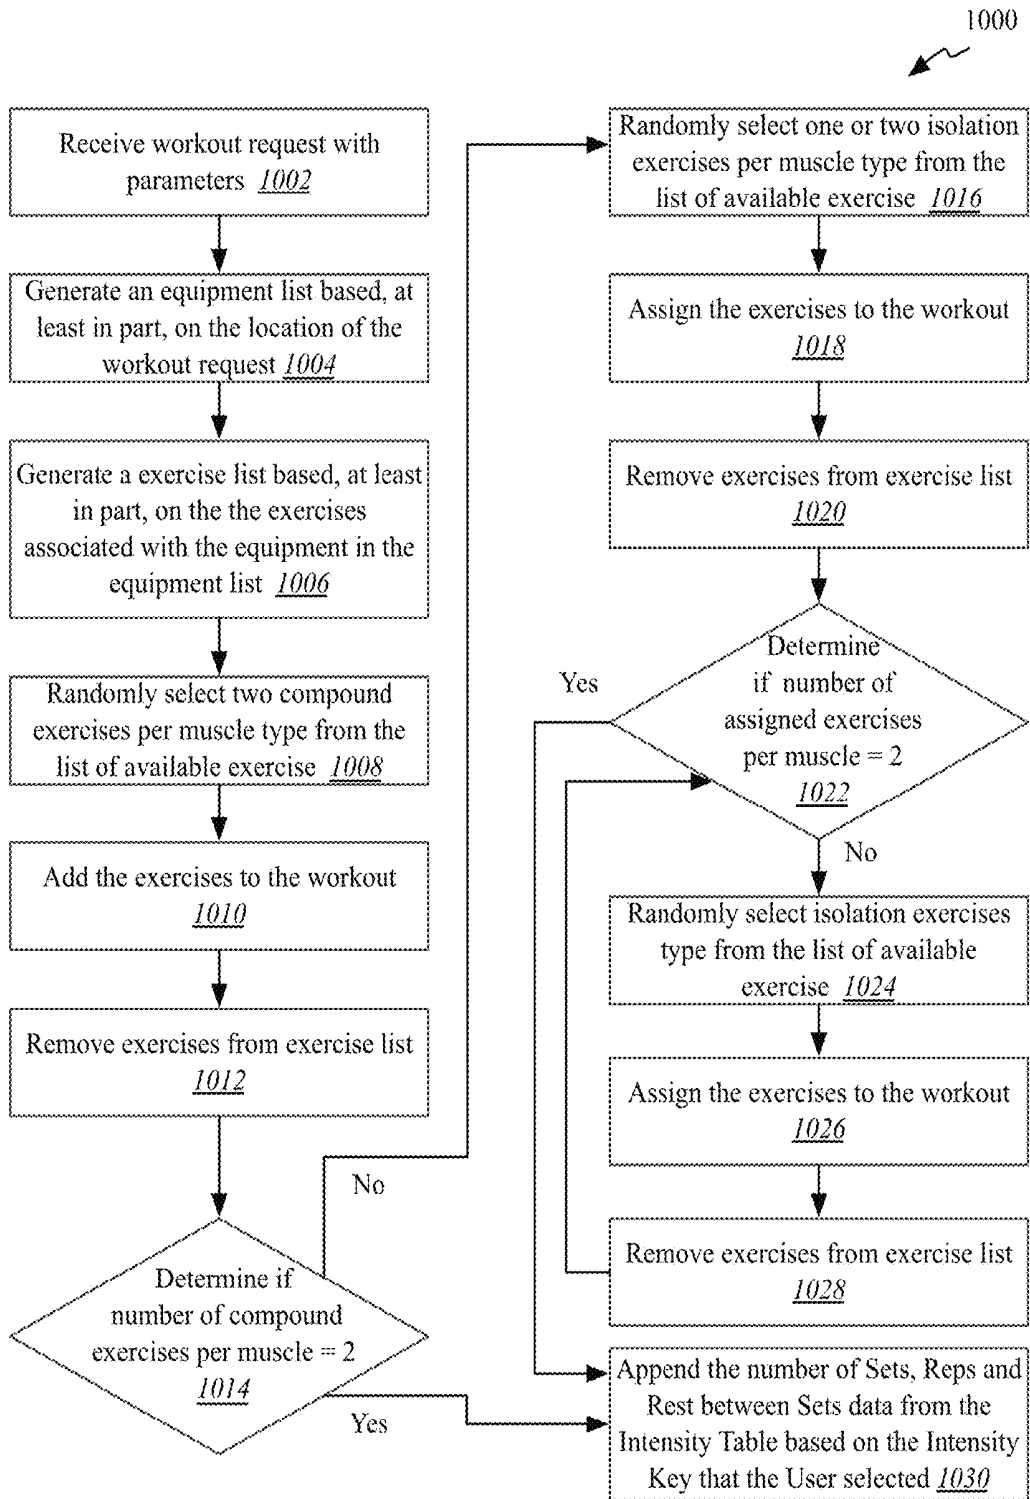 1000
Receive workout request with
parameters 1002
Generate an equipment list based, at
least in part, on the location of the
workout request 1004
Generate a exercise list based, at least
in part, on the the exercises
associated with the equipment in the
equipment list 1006
Randomly select two compound
exercises per muscle type from the
list of available exercise 1008
Add the exercises to the workout
1010
Remove exercises from exercise list
1012
Determine if
number of compound
exercises per muscle = 2
1014
No
Yes
Randomly select one or two isolation
exercises per muscle type from the
list of available exercise 1016
Assign the exercises to the workout
1018
Remove exercises from exercise list
1020
Determine
if number of
assigned exercises
per muscle = 2
1022
Yes
No
Randomly select isolation exercises
type from the list of available
exercise 1024
Assign the exercises to the workout
1026
Remove exercises from exercise list
1028
Append the number of Sets, Reps and
Rest between Sets data from the
Intensity Table based on the Intensity
Key that the User selected 1030